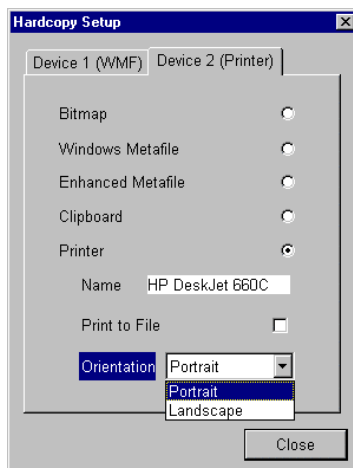 Hardcopy Setup
Device 1 (WMF) Device 2 (Printer)
Bitmap
Windows Metafile
Enhanced Metafile
Clipboard
Printer
Name HP DeskJet 660C
Print to File
Orientation Portrait
Portrait
Landscape
Close